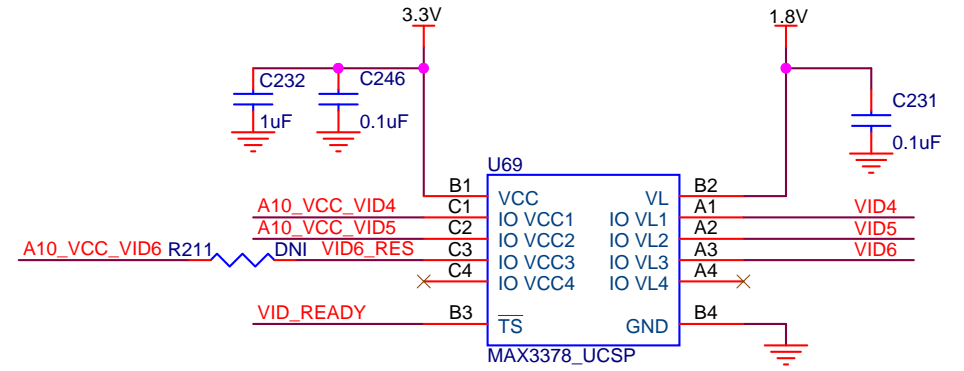 3.3V
1.8V
C232
C246
1uF
0.1uF
C231
0.1uF
U69
B1
VCC
VL
B2
A10_VCC_VID4
C1
IO VCC1
IO VL1
A1
VID4
A10_VCC_VID5
C2
IO VCC2
IO VL2
A2
VID5
A10_VCC_VID6
R211
DNI
VID6_RES
C3
IO VCC3
IO VL3
A3
VID6
C4
IO VCC4
IO VL4
A4
VID_READY
B3
TS
GND
B4
MAX3378_UCSP